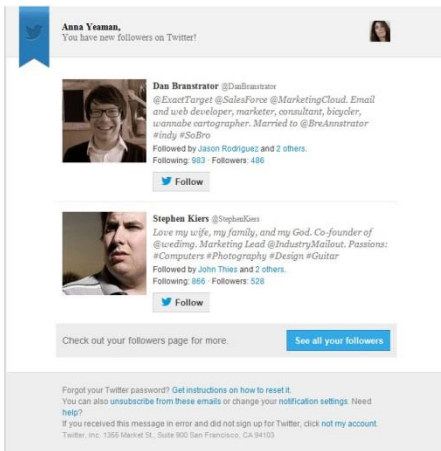 Anna Yeaman,
You have new followers on Twitter!
Dan Branstrator @DanBranstrator
@ExactTarget @SalesForce @MarketingCloud. Email
and web developer, marketer, consultant, bicycler,
wannabe cartographer. Married to @BreAnnstrator
#indy #SoBro
Followed by Jason Rodriguez and 2 others.
Following: 983 · Followers: 486
Follow
Stephen Kiers @StephenKiers
Love my wife, my family, and my God. Co-founder of
@wedimg. Marketing Lead @IndustryMailout. Passions:
#Computers #Photography #Design #Guitar
Followed by John Thies and 2 others.
Following: 866 · Followers: 528
Follow
Check out your followers page for more.
See all your followers
Forgot your Twitter password? Get instructions on how to reset it.
You can also unsubscribe from these emails or change your notification settings. Need
help?
If you received this message in error and did not sign up for Twitter, click not my account.
Twitter, Inc. 1355 Market St., Suite 900 San Francisco, CA 94103